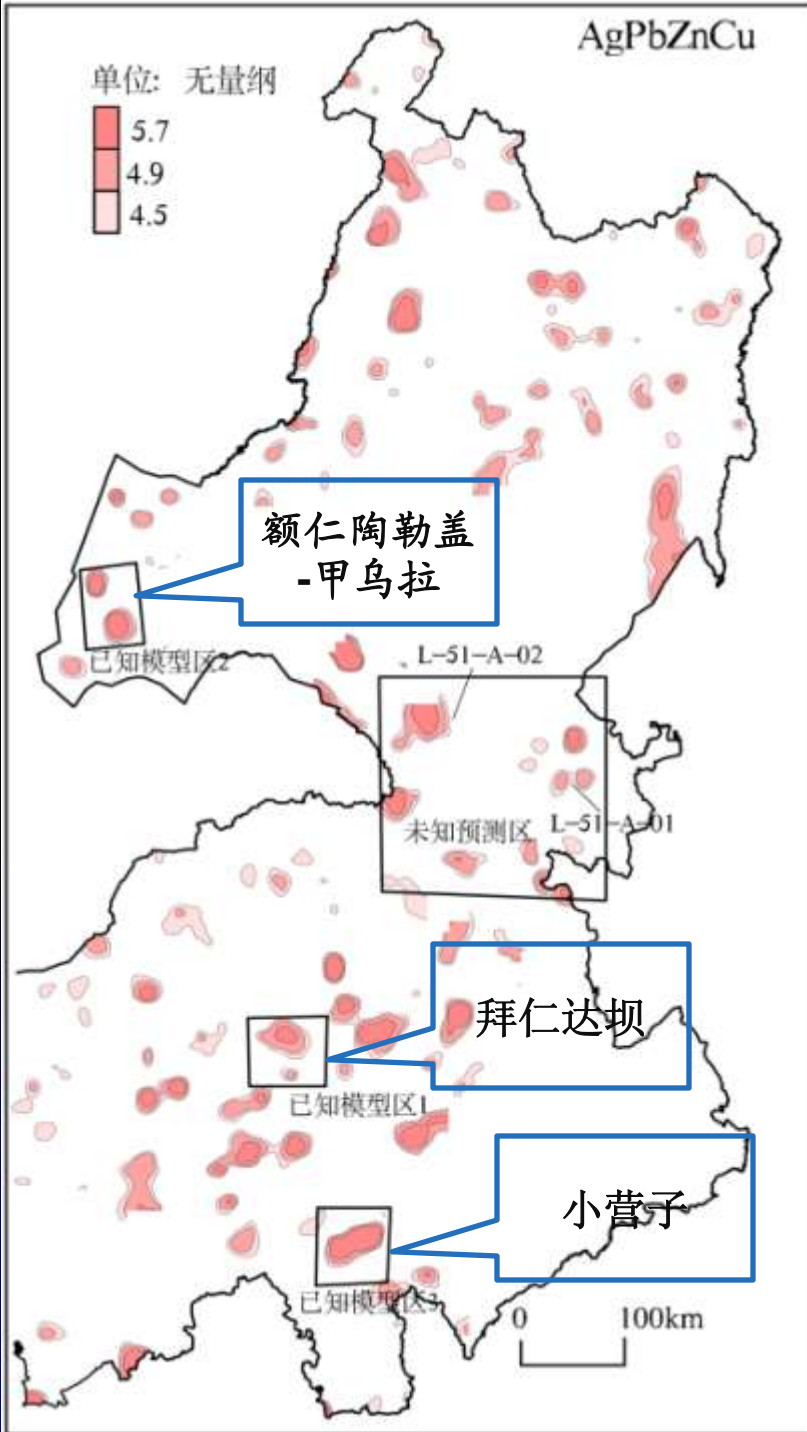 AgPbZnCu
单位: 无量纲
5.7
4.9
4.5
额仁陶勒盖
-甲乌拉
已知模型区2
L-51-A-02
未知预测区
L-51-A-01
拜仁达坝
已知模型区1
小营子
已知模型区3
0 100km